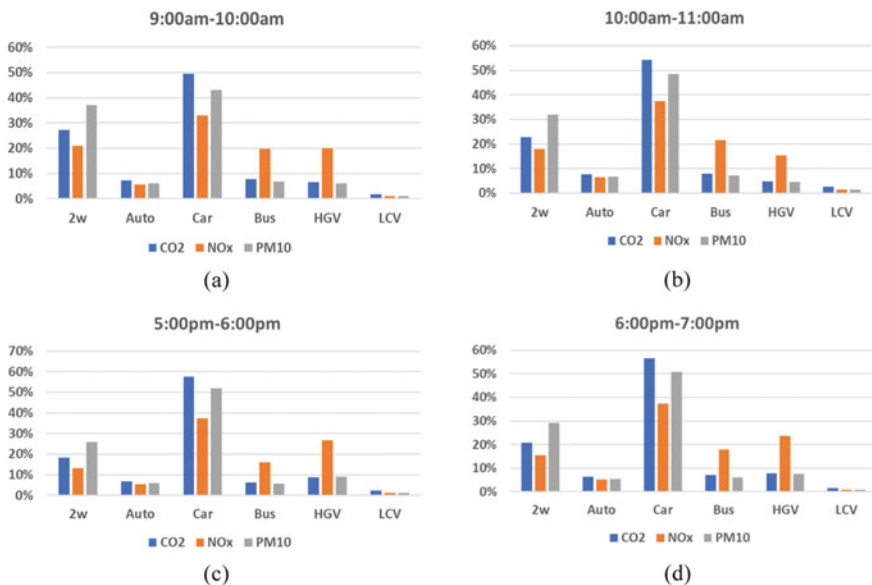 9:00am-10:00am
60%
50%
40%
30%
20%
10%
0%
2w Auto Car Bus HGV LCV
CO2 NOx PM10
(a)
10:00am-11:00am
60%
50%
40%
30%
20%
10%
0%
2w Auto Car Bus HGV LCV
CO2 NOx PM10
(b)
5:00pm-6:00pm
70%
60%
50%
40%
30%
20%
10%
0%
2w Auto Car Bus HGV LCV
CO2 NOx PM10
(c)
6:00pm-7:00pm
60%
50%
40%
30%
20%
10%
0%
2w Auto Car Bus HGV LCV
CO2 NOx PM10
(d)